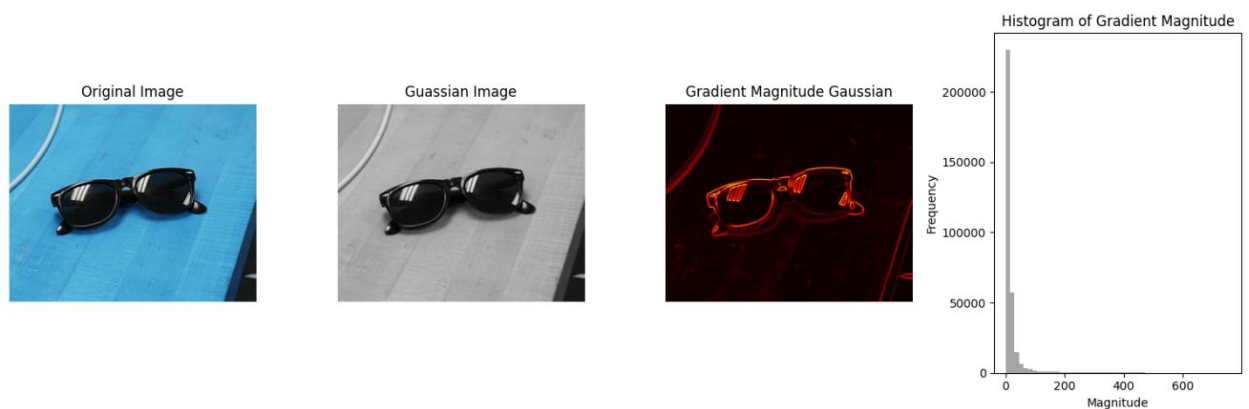 Original Image
Guassian Image
Gradient Magnitude Gaussian
Histogram of Gradient Magnitude
Frequency
200000
150000
100000
50000
0
0 200 400 600
Magnitude